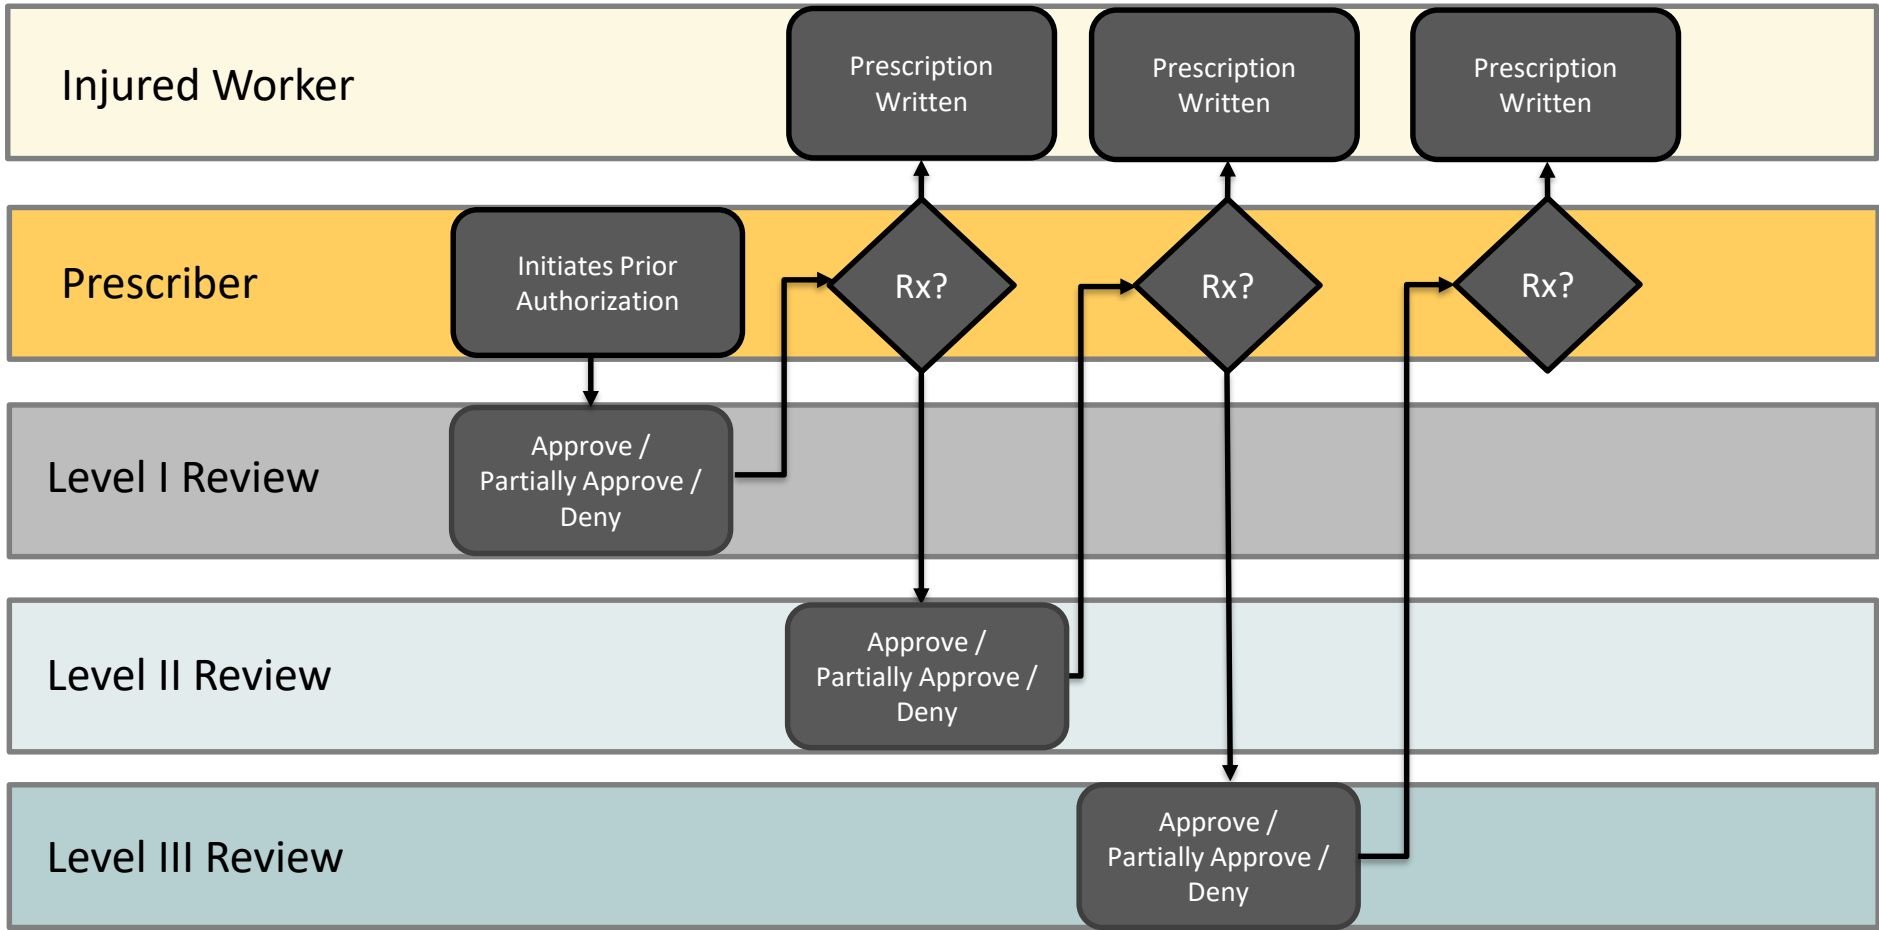 Injured Worker
Prescription
Written
Prescription
Written
Prescription
Written
Prescriber
Initiates Prior
Authorization
Rx?
Rx?
Rx?
Level I Review
Approve /
Partially Approve /
Deny
Level II Review
Approve /
Partially Approve /
Deny
Level III Review
Approve /
Partially Approve /
Deny